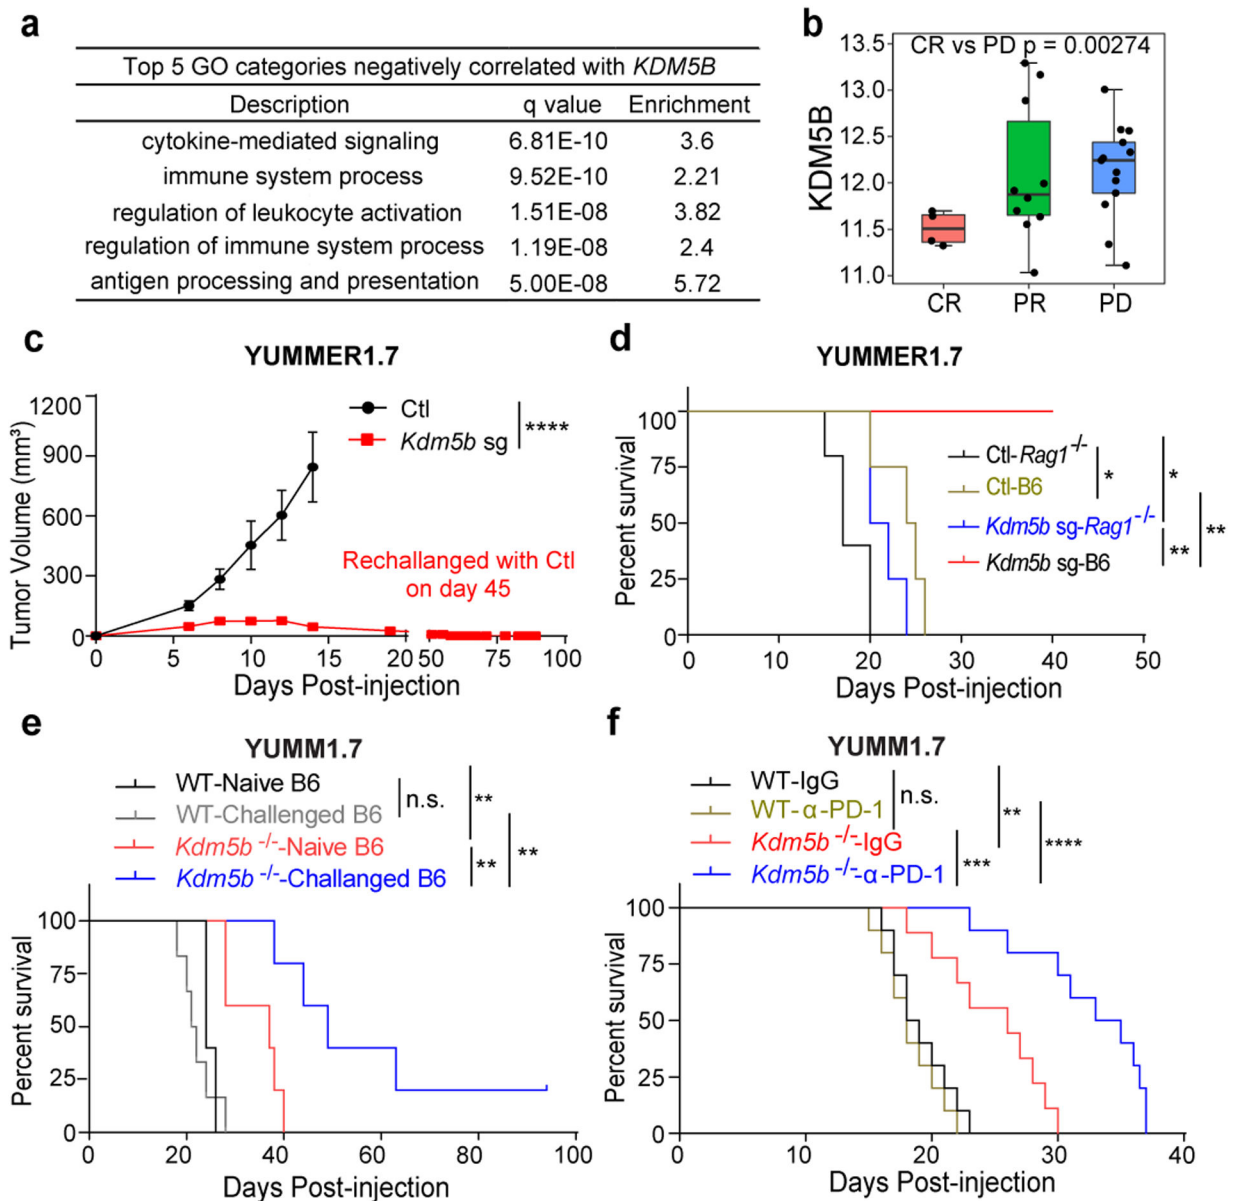 a
Top 5 GO categories negatively correlated with KDM5B
Description q value Enrichment
cytokine-mediated signaling 6.81E-10 3.6
immune system process 9.52E-10 2.21
regulation of leukocyte activation 1.51E-08 3.82
regulation of immune system process 1.19E-08 2.4
antigen processing and presentation 5.00E-08 5.72
b
CR vs PD p = 0.00274
KDM5B
13.5
13.0
12.5
12.0
11.5
11.0
CR PR PD
c
YUMMER1.7
Ctl
Kdm5b sg
****
Tumor Volume (mm³)
1200
900
600
300
0
Rechallanged with Ctl
on day 45
0 5 10 15 20 50 75 100
Days Post-injection
d
YUMMER1.7
Percent survival
100
75
50
25
0
Ctl-Rag1-/-
Ctl-B6
Kdm5b sg-Rag1-/-
Kdm5b sg-B6
*
*
**
**
0 10 20 30 40 50
Days Post-injection
e
YUMM1.7
WT-Naive B6
WT-Challenged B6
Kdm5b -/--Naive B6
Kdm5b -/--Challanged B6
n.s.
**
**
**
Percent survival
100
75
50
25
0
0 20 40 60 80 100
Days Post-injection
f
YUMM1.7
WT-IgG
WT-α-PD-1
Kdm5b -/--IgG
Kdm5b -/--α-PD-1
n.s.
**
***
****
Percent survival
100
75
50
25
0
0 10 20 30 40
Days Post-injection